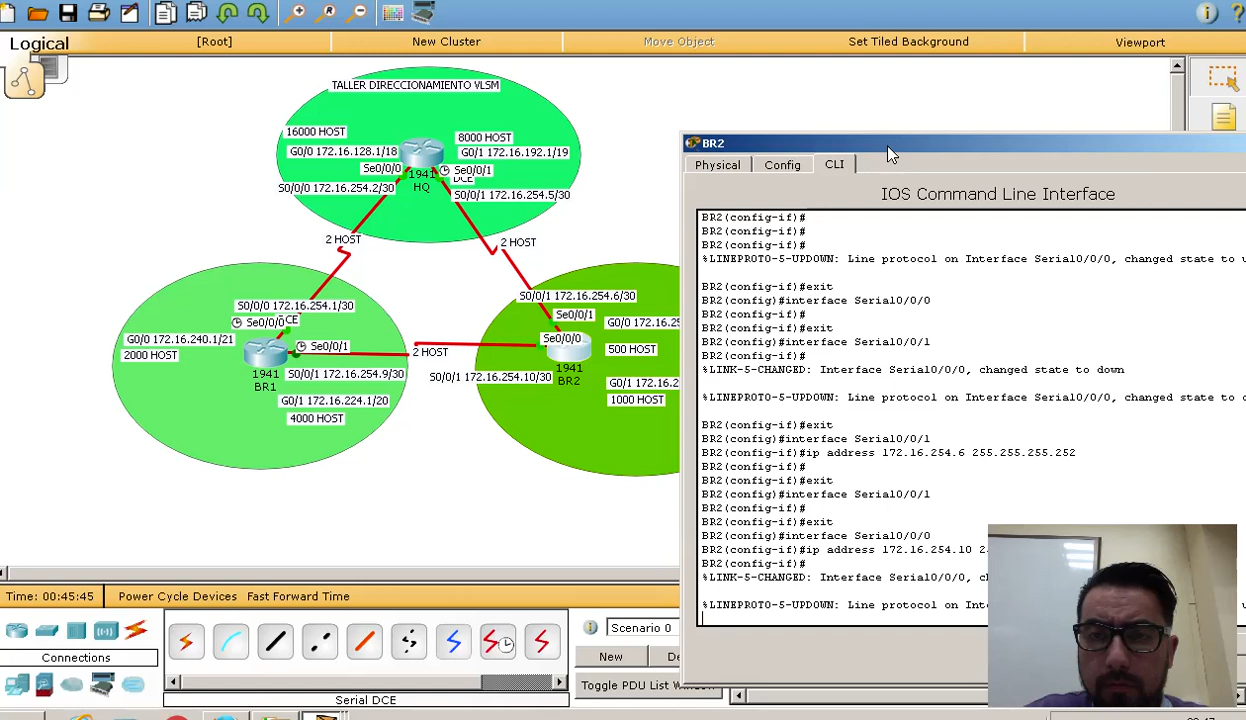 Logical
[Root]
New Cluster
Move Object
Set Tiled Background
Viewport
TALLER DIRECCIONAMIENTO VLSM
16000 HOST
8000 HOST
G0/0 172.16.128.1/18
G0/1 172.16.192.1/19
Se0/0/0
Se0/0/1
DCE
1941
HQ
S0/0/0 172.16.254.2/30
S0/0/1 172.16.254.5/30
2 HOST
2 HOST
S0/0/0 172.16.254.1/30
Se0/0/0
G0/0 172.16.240.1/21
2000 HOST
Se0/0/1
1941
BR1
S0/0/1 172.16.254.9/30
G0/1 172.16.224.1/20
4000 HOST
2 HOST
S0/0/1 172.16.254.6/30
Se0/0/1
Se0/0/0
G0/0 172.16.25
500 HOST
1941
BR2
S0/0/1 172.16.254.10/30
G0/1 172.16.2
1000 HOST
BR2
Physical
Config
CLI
IOS Command Line Interface
BR2(config-if)#
BR2(config-if)#
BR2(config-if)#
%LINEPROTO-5-UPDOWN: Line protocol on Interface Serial0/0/0, changed state to u
BR2(config-if)#exit
BR2(config)#interface Serial0/0/0
BR2(config-if)#
BR2(config-if)#exit
BR2(config)#interface Serial0/0/1
BR2(config-if)#
%LINK-5-CHANGED: Interface Serial0/0/0, changed state to down
%LINEPROTO-5-UPDOWN: Line protocol on Interface Serial0/0/0, changed state to
BR2(config-if)#exit
BR2(config)#interface Serial0/0/1
BR2(config-if)#ip address 172.16.254.6 255.255.255.252
BR2(config-if)#
BR2(config-if)#exit
BR2(config)#interface Serial0/0/1
BR2(config-if)#
BR2(config-if)#exit
BR2(config)#interface Serial0/0/0
BR2(config-if)#ip address 172.16.254.10 2
BR2(config-if)#
%LINK-5-CHANGED: Interface Serial0/0/0, c
%LINEPROTO-5-UPDOWN: Line protocol on Int
Time: 00:45:45
Power Cycle Devices
Fast Forward Time
Connections
Serial DCE
Scenario 0
New
De
Toggle PDU List Window